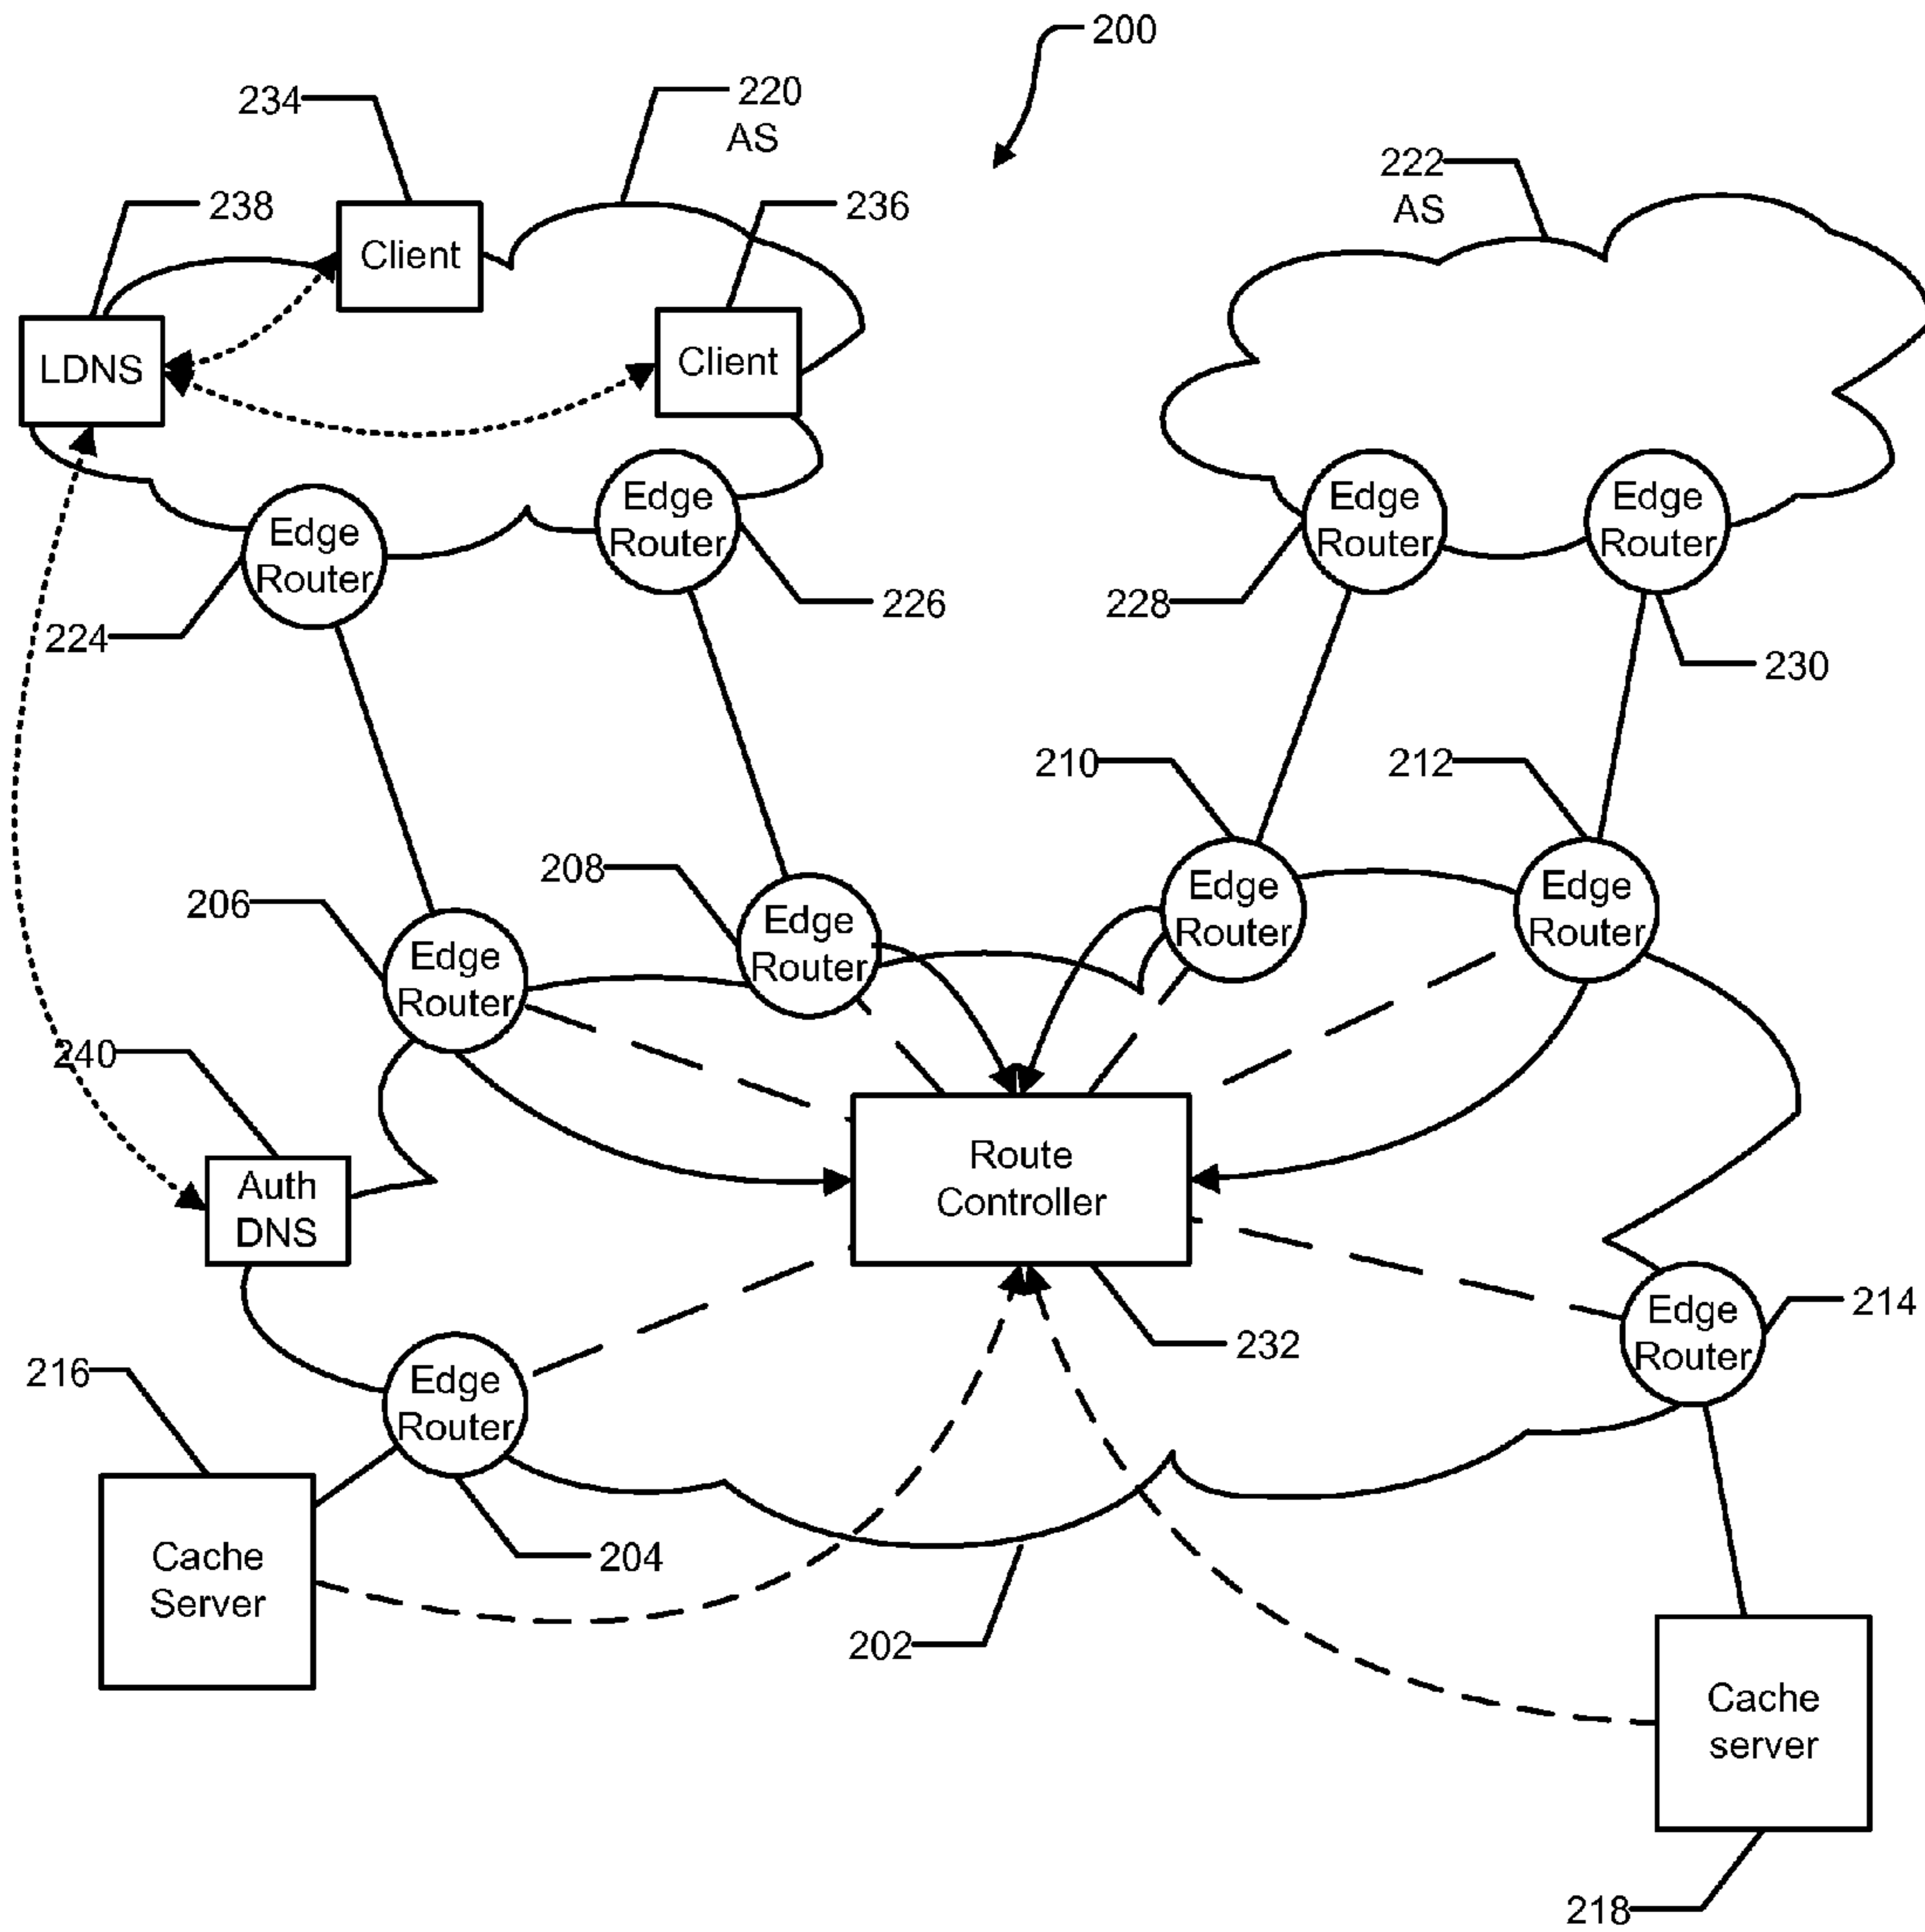 200
234
220
AS
222
AS
238
236
Client
Client
LDNS
Edge
Router
Edge
Router
Edge
Router
Edge
Router
226
228
224
230
210
212
208
206
Edge
Router
Edge
Router
Edge
Router
Edge
Router
240
Route
Controller
Auth
DNS
214
Edge
Router
232
216
Edge
Router
204
Cache
Server
202
Cache
server
218